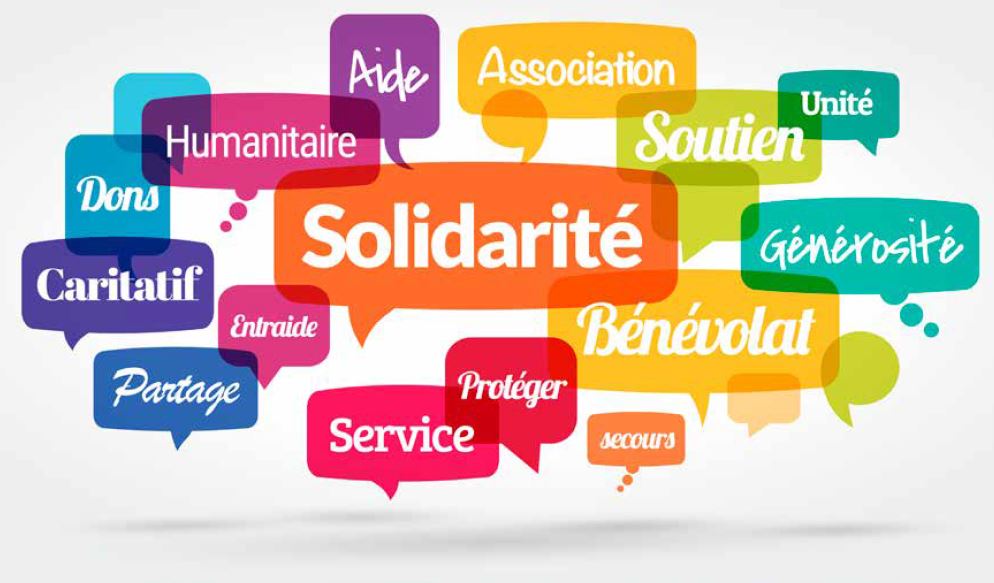 Aide
Association
Unité
Humanitaire
Soutien
Dons
Solidarité
Générosité
Caritatif
Entraide
Bénévolat
Partage
Protéger
Service
secours